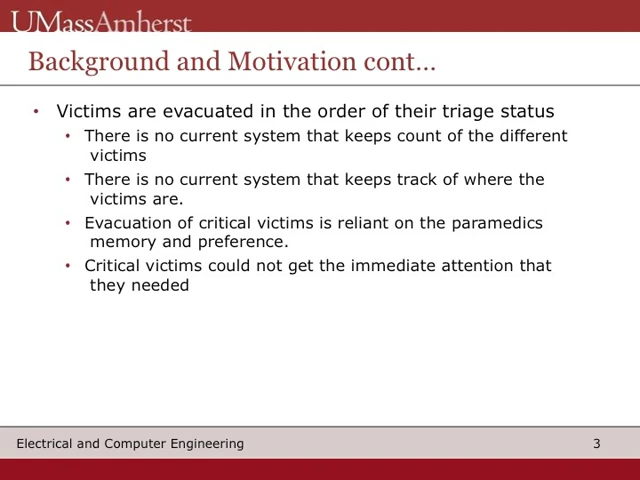 UMassAmherst
Background and Motivation cont...
• Victims are evacuated in the order of their triage status
• There is no current system that keeps count of the different
victims
• There is no current system that keeps track of where the
victims are.
• Evacuation of critical victims is reliant on the paramedics
memory and preference.
• Critical victims could not get the immediate attention that
they needed
Electrical and Computer Engineering 3